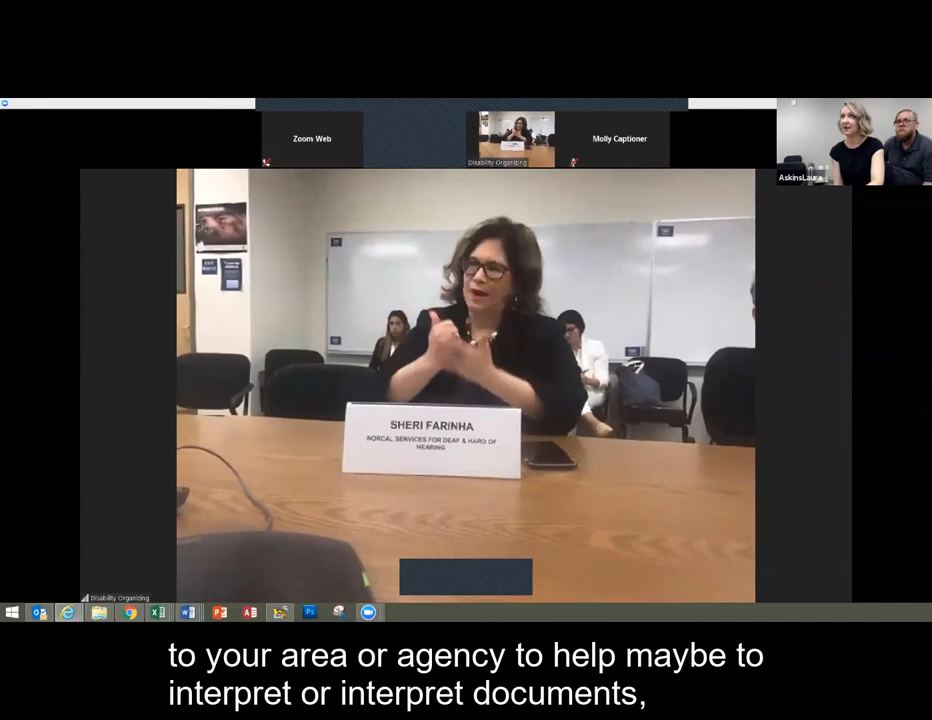 Zoom Web
Disability Organizing
Molly Captioner
AskinsLaura
SHERI FARINHA
NORCAL SERVICES FOR DEAF & HARD OF
HEARING
Disability Organizing
to your area or agency to help maybe to
interpret or interpret documents,